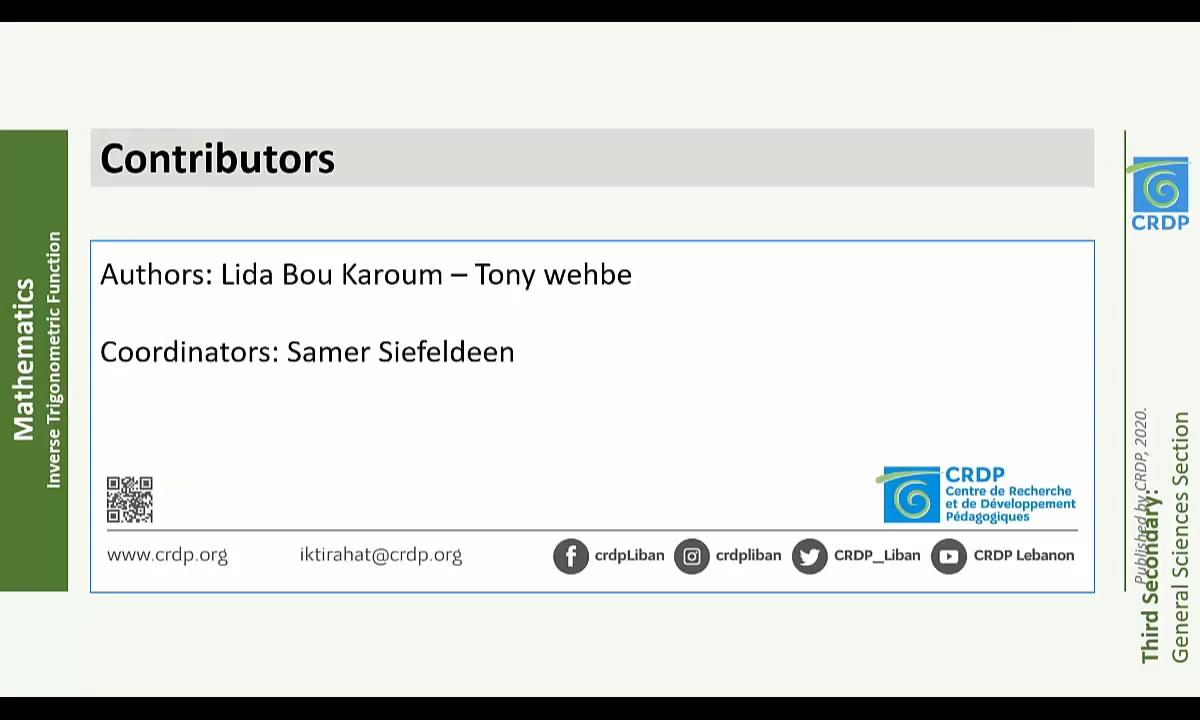 Mathematics
Inverse Trigonometric Function
Contributors
Authors: Lida Bou Karoum – Tony wehbe
Coordinators: Samer Siefeldeen
CRDP
Centre de Recherche
et de Développement
Pédagogiques
www.crdp.org iktirahat@crdp.org crdpLiban crdpliban CRDP_Liban CRDP Lebanon
CRDP
Published by CRDP, 2020.
Third Secondary:
General Sciences Section